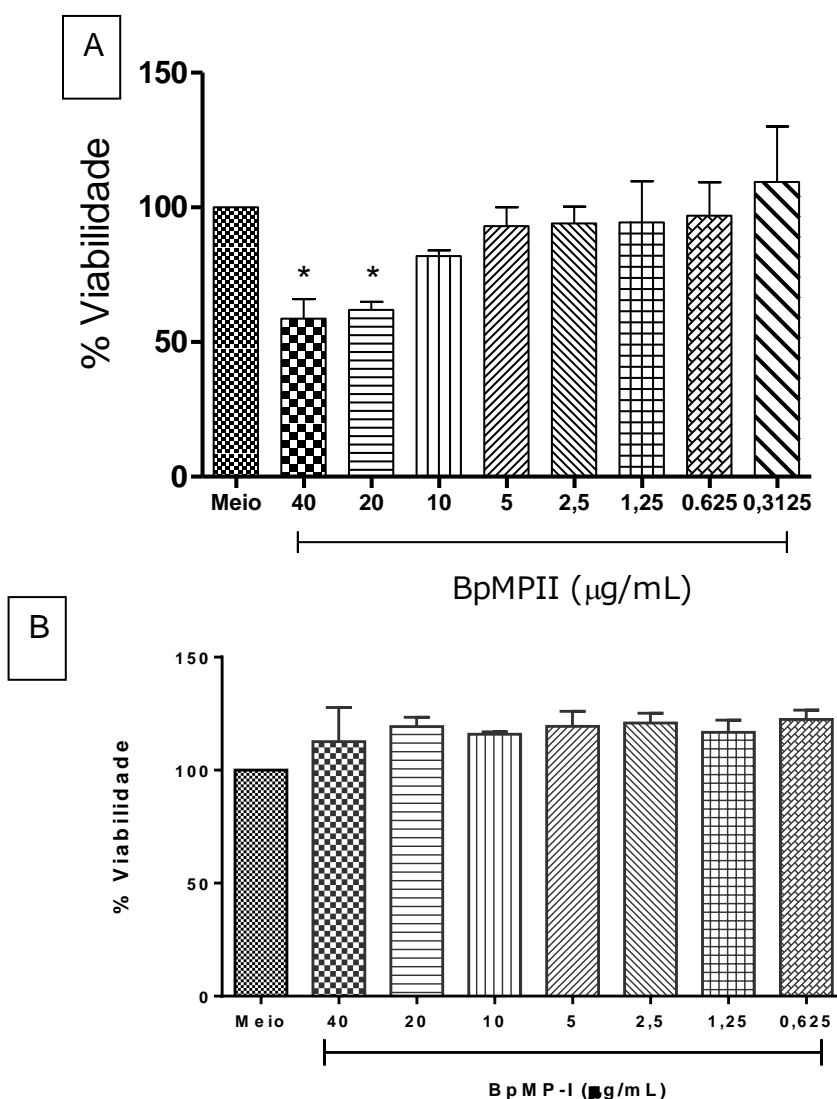 A
150
100
50
0
% Viabilidade
* *
Meio 40 20 10 5 2,5 1,25 0.625 0,3125
BpMPII (μg/mL)
B
150
100
50
0
% Viabilidade
Meio 40 20 10 5 2,5 1,25 0,625
BpMP-I (μg/mL)